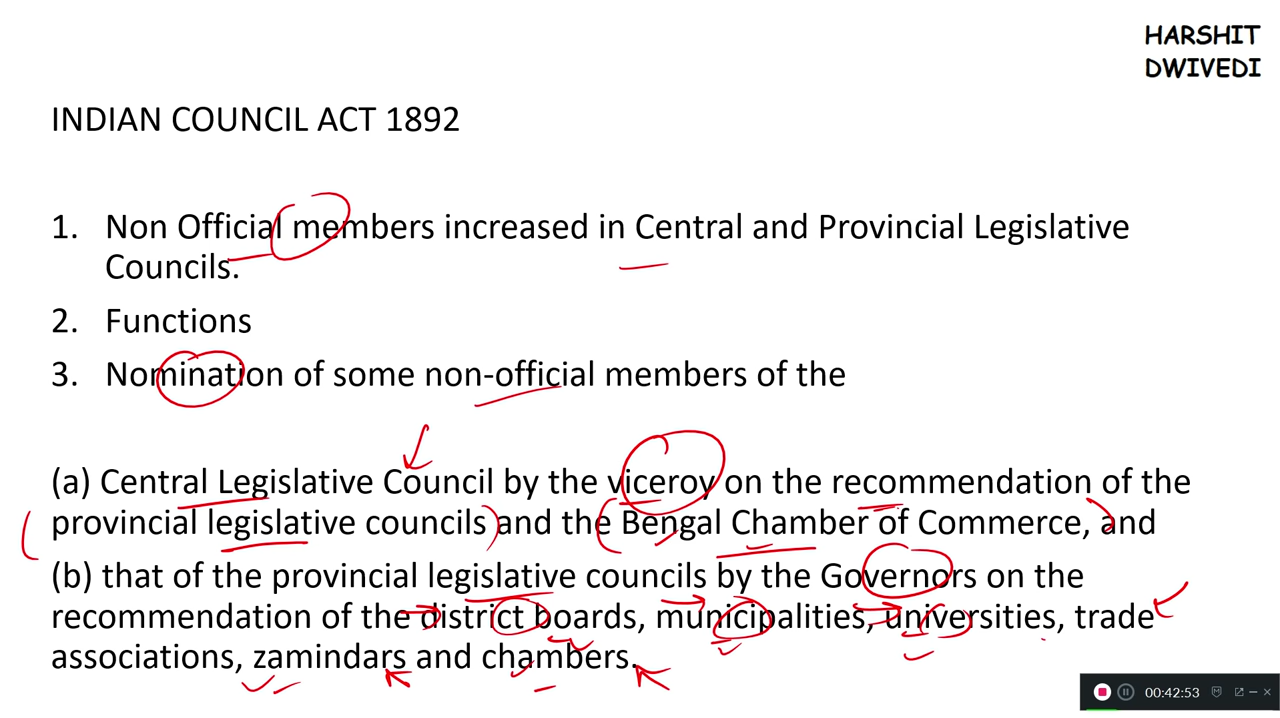 HARSHIT
DWIVEDI
INDIAN COUNCIL ACT 1892
1. Non Official members increased in Central and Provincial Legislative
Councils.
2. Functions
3. Nomination of some non-official members of the
(a) Central Legislative Council by the viceroy on the recommendation of the
provincial legislative councils and the Bengal Chamber of Commerce, and
(b) that of the provincial legislative councils by the Governors on the
recommendation of the district boards, municipalities, universities, trade
associations, zamindars and chambers.
00:42:53